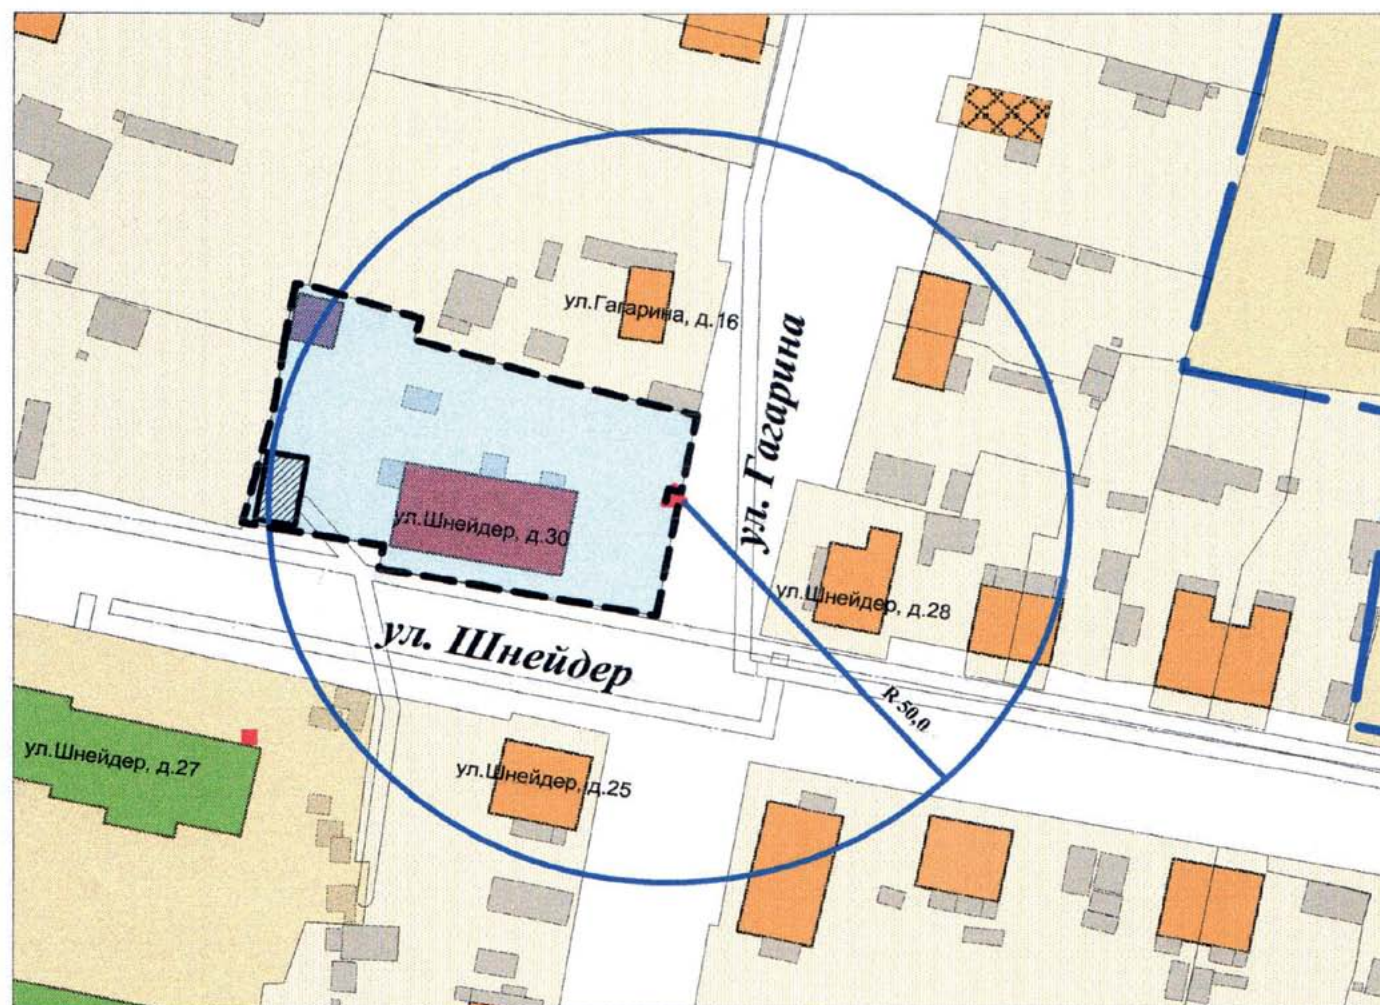 ул.Гагарина, д.16
ул. Гагарина
ул.Шнейдер, д.30
ул.Шнейдер, д.28
ул. Шнейдер
R-50,0
ул.Шнейдер, д.27
ул.Шнейдер, д.25